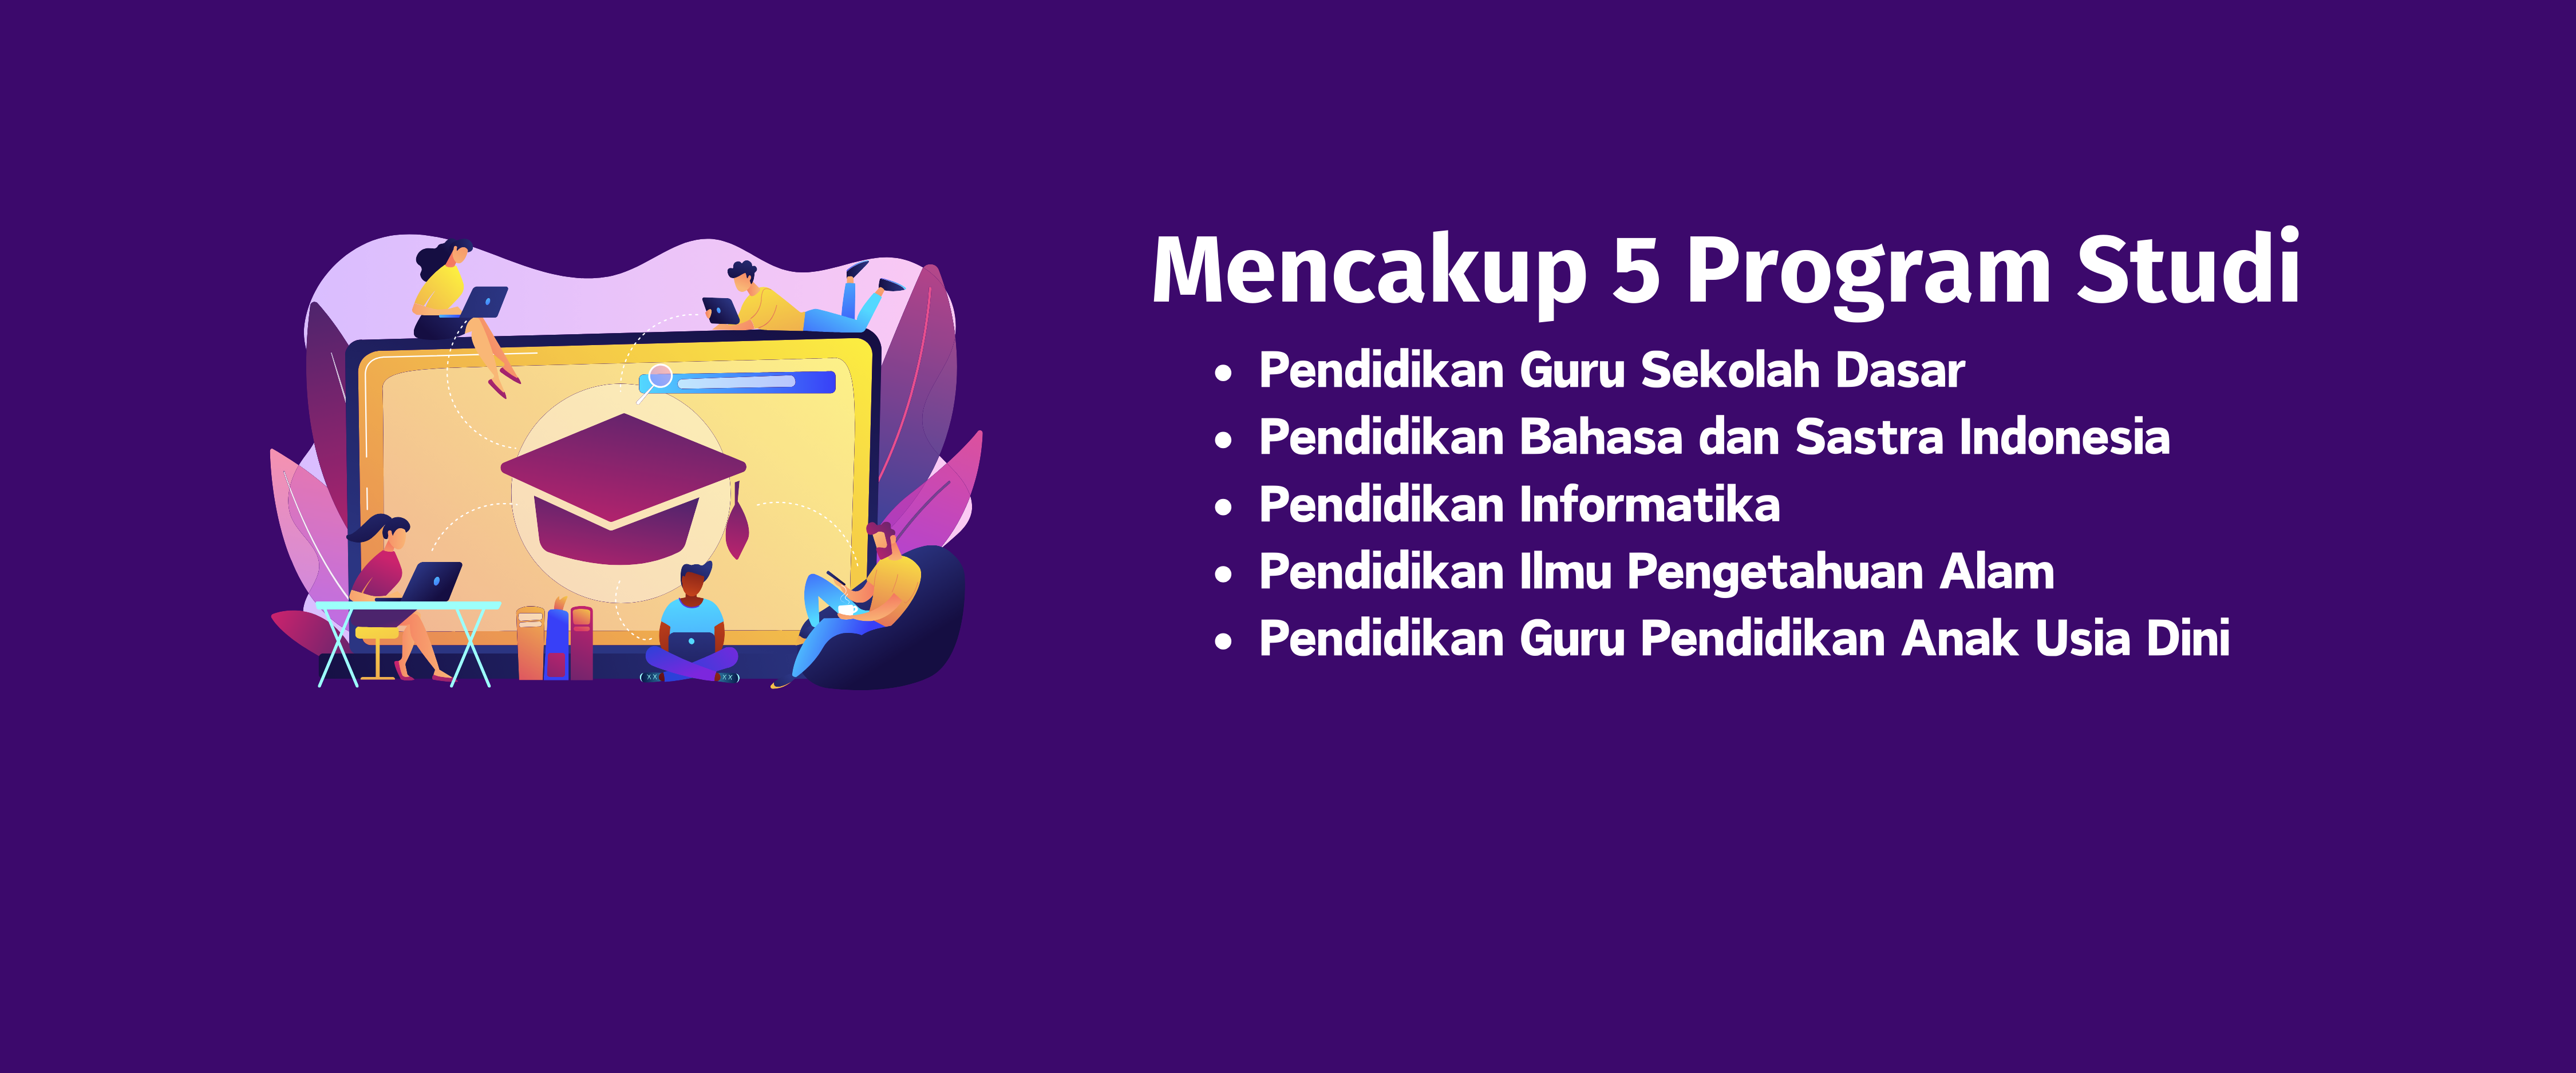 Mencakup 5 Program Studi
• Pendidikan Guru Sekolah Dasar
• Pendidikan Bahasa dan Sastra Indonesia
• Pendidikan Informatika
• Pendidikan Ilmu Pengetahuan Alam
• Pendidikan Guru Pendidikan Anak Usia Dini